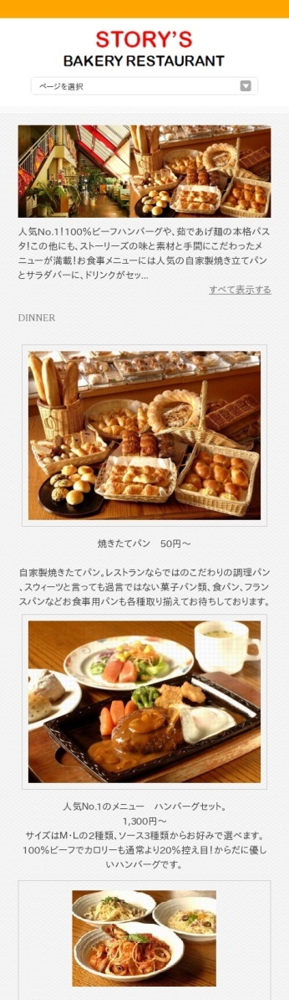 STORY'S
BAKERY RESTAURANT
ページを選択
人気No.1!100%ビーフハンバーグや、茹であげ麺の本格パス
タ!この他にも、ストーリーズの味と素材と手間にこだわったメ
ニューが満載!お食事メニューには人気の自家製焼き立てパン
とサラダバーに、ドリンクがセッ...
すべて表示する
DINNER
焼きたてパン　50円〜
自家製焼きたてパン。レストランならではのこだわりの調理パン
、スウィーツと言っても過言ではない菓子パン類、食パン、フラン
スパンなどお食事用パンも各種取り揃えてお待ちしております。
人気No.1のメニュー　ハンバーグセット。
1,300円〜
サイズはM・Lの2種類、ソース3種類からお好みで選べます。
100%ビーフでカロリーも通常より20%控え目!からだに優し
いハンバーグです。